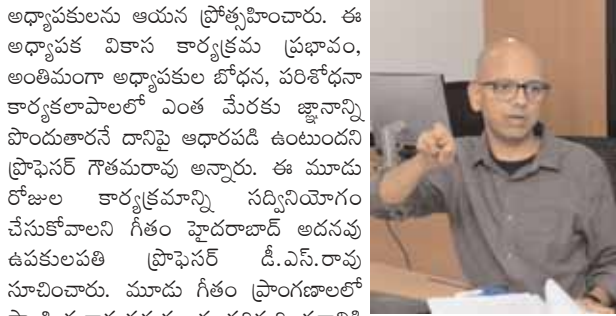 అధ్యాపకులను ఆయన ప్రోత్సహించారు. ఈ
అధ్యాపక వికాస కార్యక్రమ ప్రభావం,
అంతిమంగా అధ్యాపకుల బోధన, పరిశోధనా
కార్యకలాపాలలో ఎంత మేరకు జ్ఞానాన్ని
పొందుతారనే దానిపై ఆధారపడి ఉంటుందని
ప్రొఫెసర్ గౌతమరావు అన్నారు. ఈ మూడు
రోజుల కార్యక్రమాన్ని సద్వినియోగం
చేసుకోవాలని గీతం హైదరాబాద్ అదనవు
ఉపకులపతి ప్రొఫెసర్ డీ.ఎస్.రావు
సూచించారు. మూడు గీతం ప్రాంగణాలలో